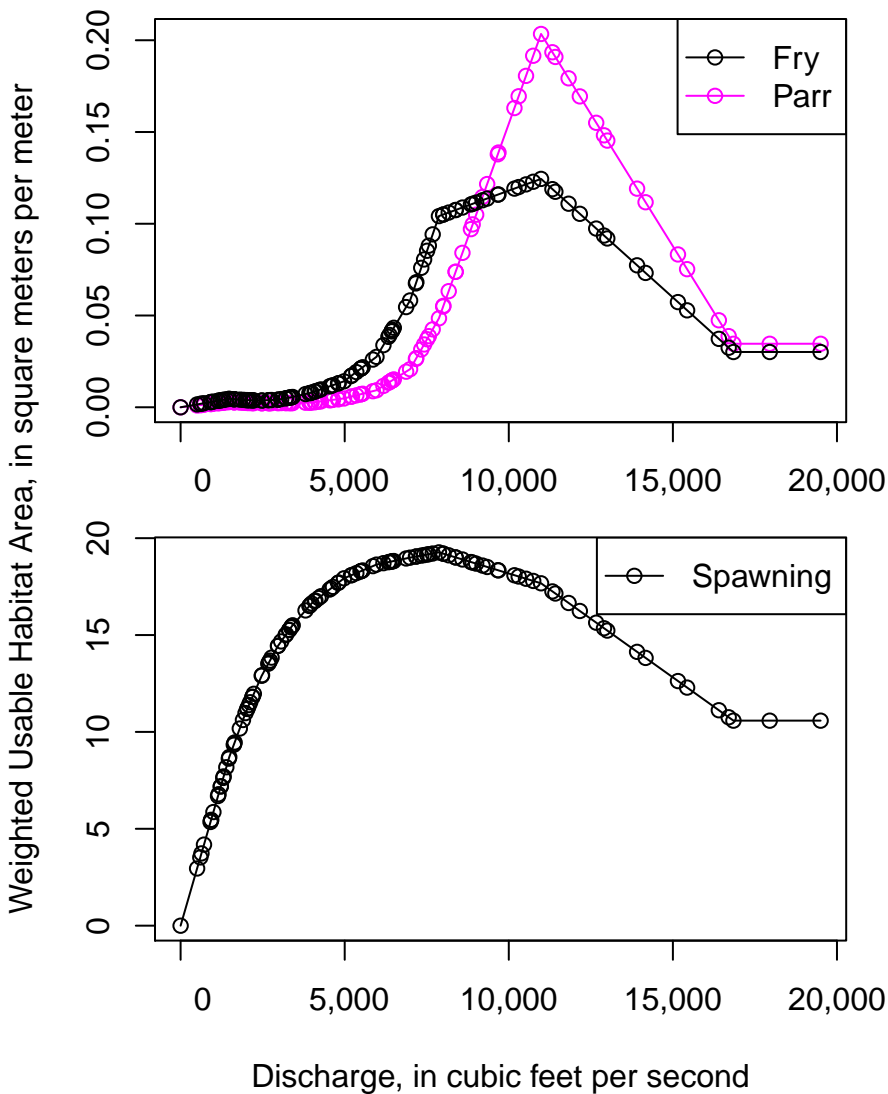 Weighted Usable Habitat Area, in square meters per meter
0.20
0.15
0.10
0.05
0.00
Fry
Parr
0 5,000 10,000 15,000 20,000
20
15
10
5
0
Spawning
0 5,000 10,000 15,000 20,000
Discharge, in cubic feet per second